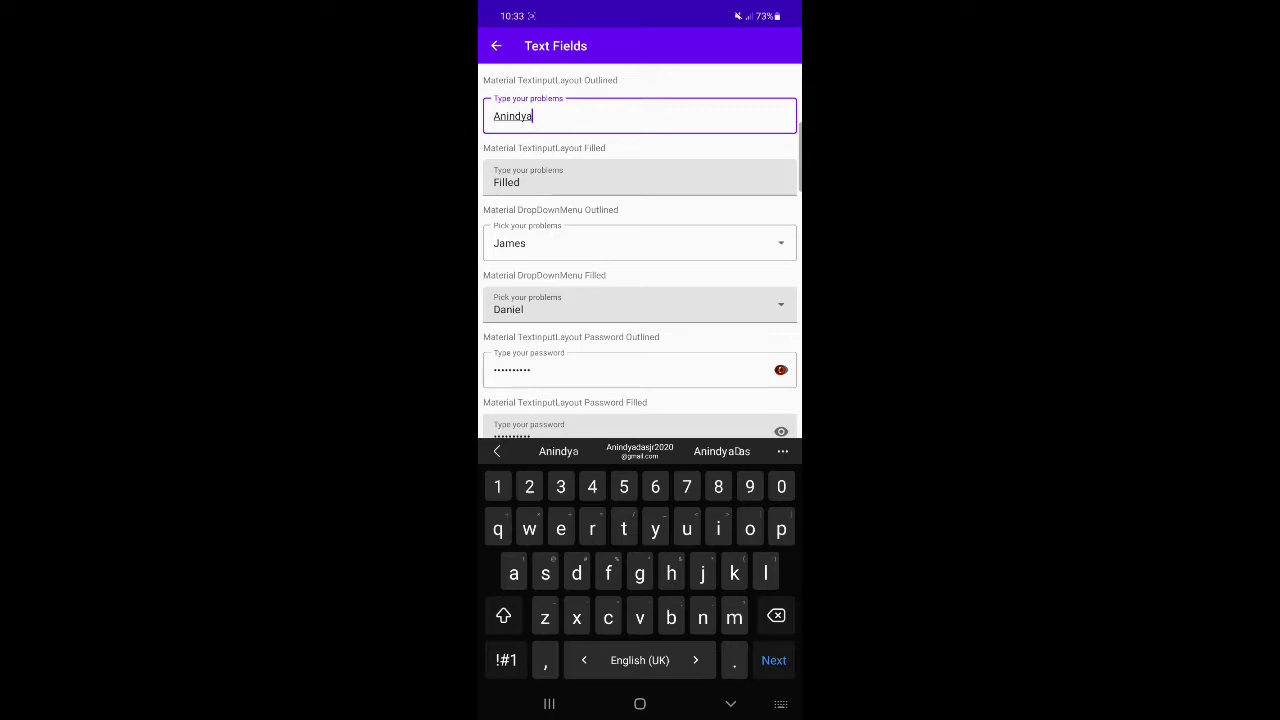 10:33 73%
Text Fields
Material TextinputLayout Outlined
Type your problems
Anindya
Material TextinputLayout Filled
Type your problems
Filled
Material DropDownMenu Outlined
Pick your problems
James
Material DropDownMenu Filled
Pick your problems
Daniel
Material TextinputLayout Password Outlined
Type your password
••••••••••
Material TextinputLayout Password Filled
Type your password
••••••••••
Anindya Anindyadasjr2020@gmail.com AnindyaDas
1 2 3 4 5 6 7 8 9 0
q w e r t y u i o p
a s d f g h j k l
z x c v b n m
!#1 , English (UK) . Next